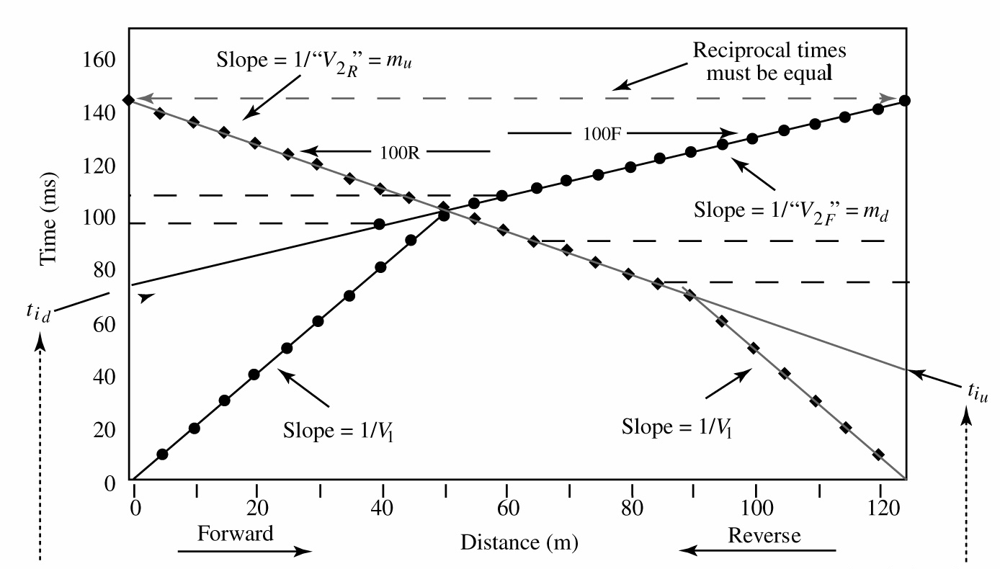 160
140
120
100
80
60
40
20
0
Time (ms)
Slope = 1/“V2R” = mu
Reciprocal times
must be equal
100F
100R
Slope = 1/“V2F” = md
tid
tiu
Slope = 1/V1
Slope = 1/V1
0 20 40 60 80 100 120
Forward
Distance (m)
Reverse